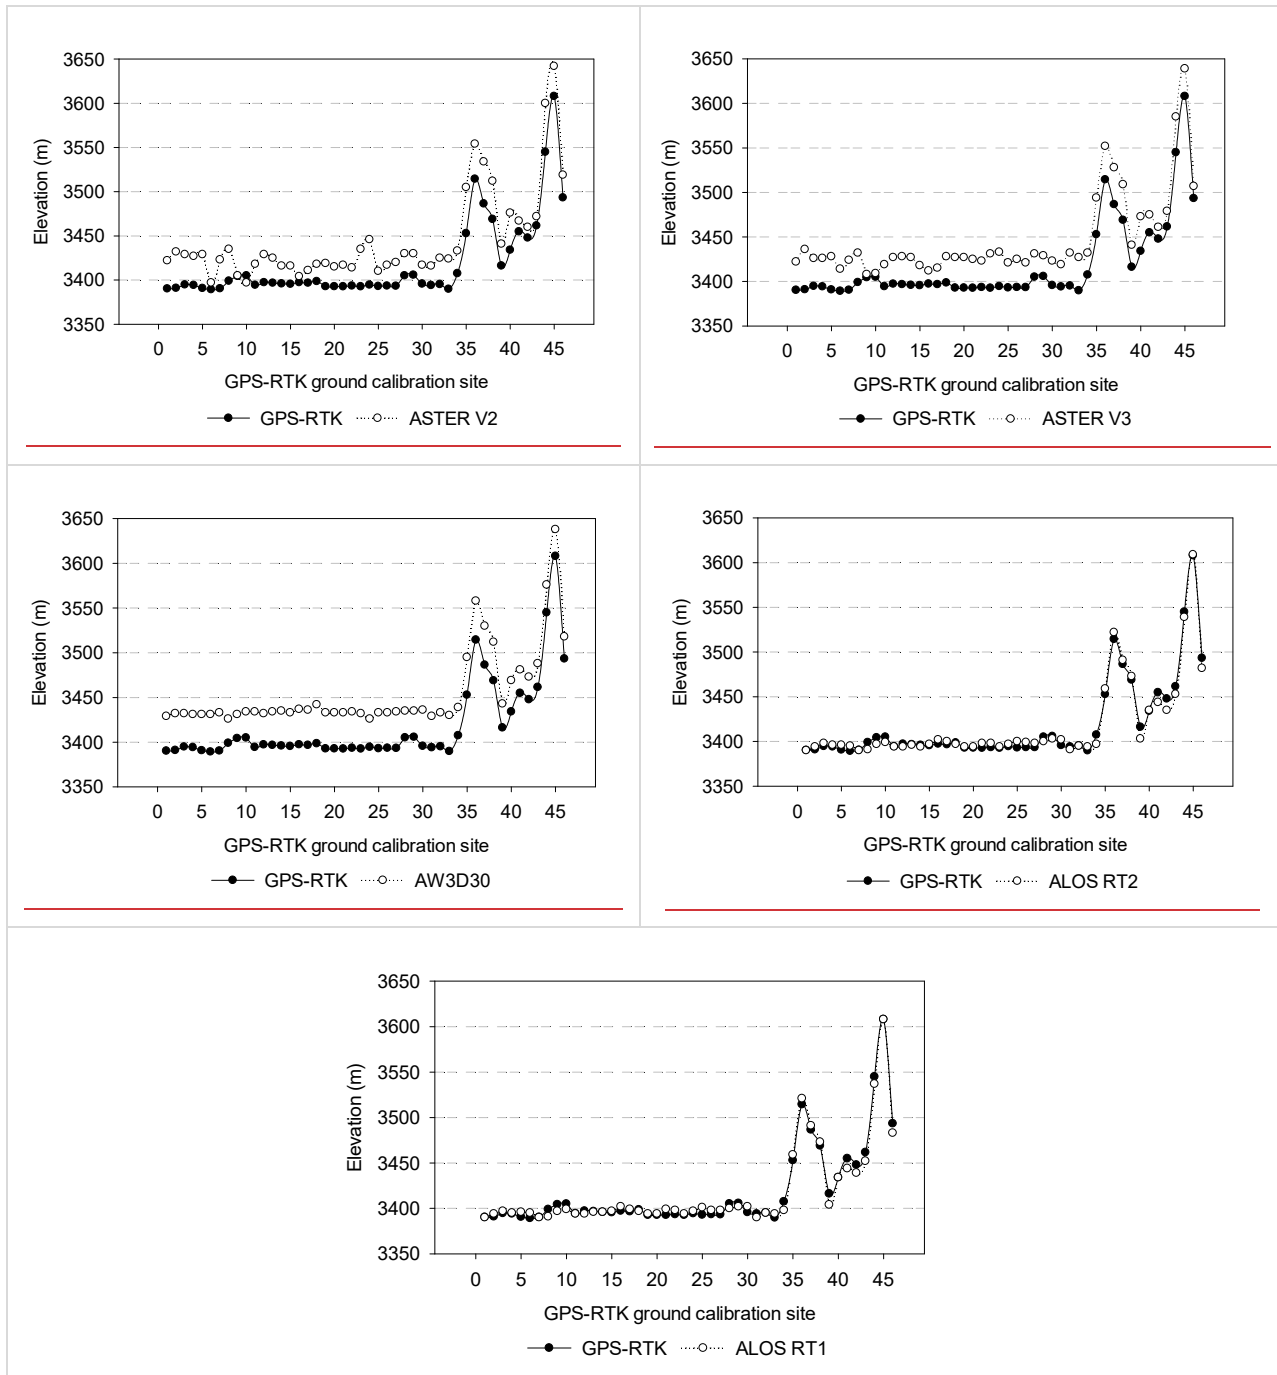 3650
3600
3550
3500
3450
3400
3350
Elevation (m)
0 5 10 15 20 25 30 35 40 45
GPS-RTK ground calibration site
GPS-RTK ASTER V2
3650
3600
3550
3500
3450
3400
3350
Elevation (m)
0 5 10 15 20 25 30 35 40 45
GPS-RTK ground calibration site
GPS-RTK ASTER V3
3650
3600
3550
3500
3450
3400
3350
Elevation (m)
0 5 10 15 20 25 30 35 40 45
GPS-RTK ground calibration site
GPS-RTK AW3D30
3650
3600
3550
3500
3450
3400
3350
Elevation (m)
0 5 10 15 20 25 30 35 40 45
GPS-RTK ground calibration site
GPS-RTK ALOS RT2
3650
3600
3550
3500
3450
3400
3350
Elevation (m)
0 5 10 15 20 25 30 35 40 45
GPS-RTK ground calibration site
GPS-RTK ALOS RT1